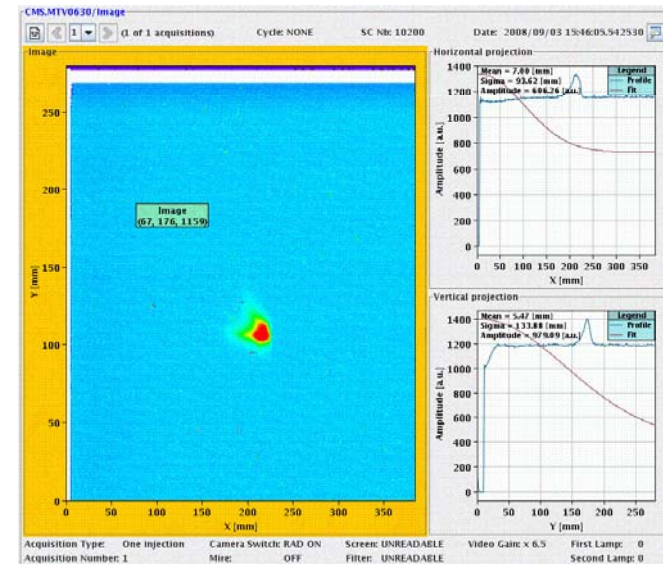 CMS.MTV0630/Image
1 (1 of 1 acquisitions) Cycle: NONE SC Nb: 10200 Date: 2008/09/03 15:46:05.542530
Image
250
200
150
100
50
0
Y [mm]
Image
(67, 176, 1159)
0 50 100 150 200 250 300 350
X [mm]
Horizontal projection
Mean = 7.00 [mm]
Sigma = 93.62 [mm]
Amplitude = 606.26 [a.u.]
Legend
Profile
Fit
1400
1200
1000
800
600
400
200
0
Amplitude [a.u.]
0 50 100 150 200 250 300 350
X [mm]
Vertical projection
Mean = 5.47 [mm]
Sigma = 133.88 [mm]
Amplitude = 979.09 [a.u.]
Legend
Profile
Fit
1400
1200
1000
800
600
400
200
0
Amplitude [a.u.]
0 50 100 150 200 250
Y [mm]
Acquisition Type: One injection Camera Switch: RAD ON Screen: UNREADABLE Video Gain: x 6.5 First Lamp: 0
Acquisition Number: 1 Mire: OFF Filter: UNREADABLE Second Lamp: 0